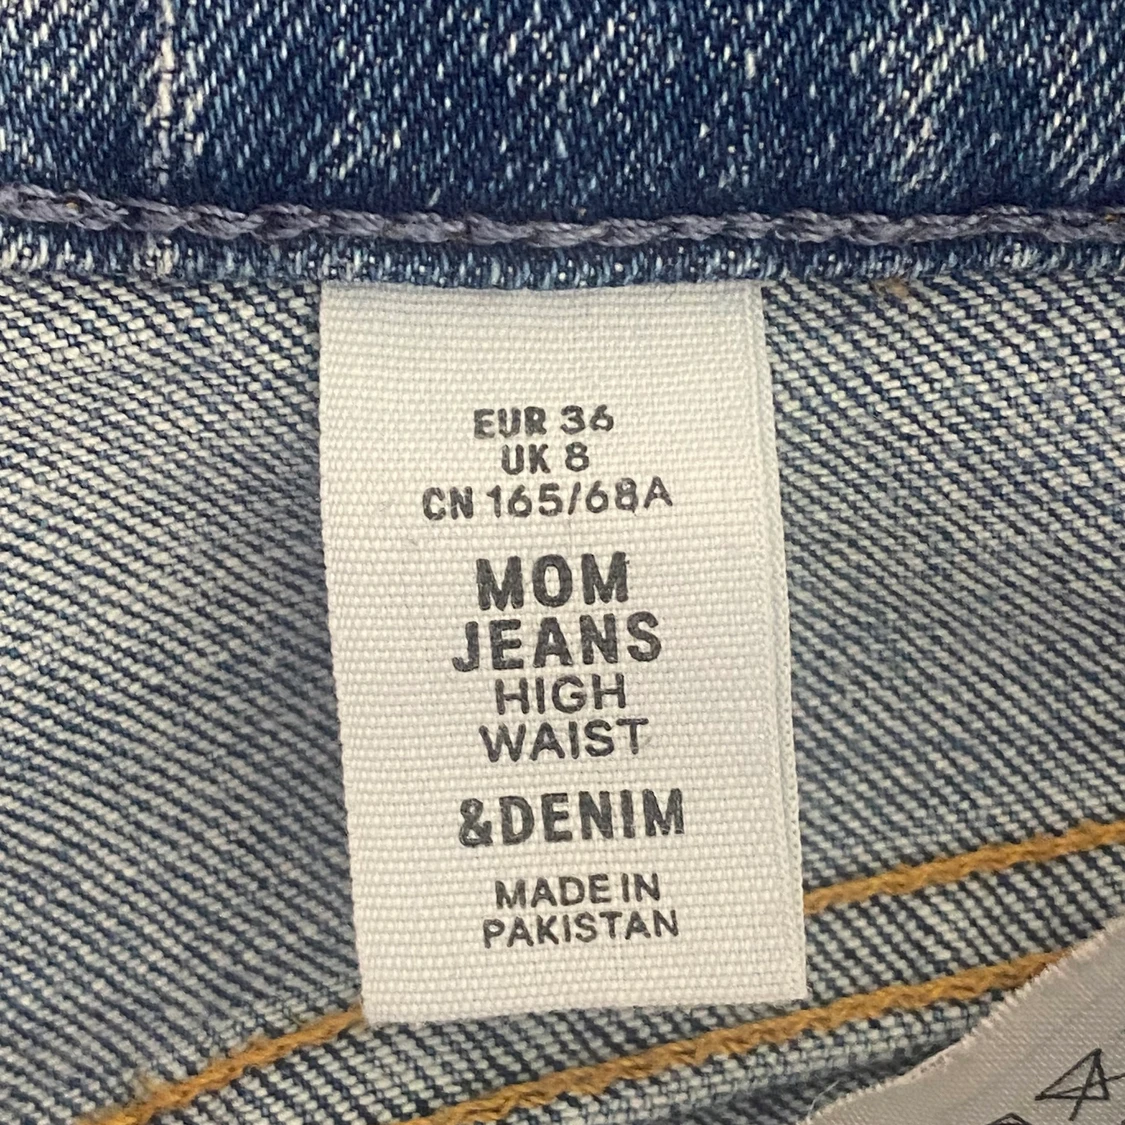 EUR 36
UK 8
CN 165/68A
MOM
JEANS
HIGH
WAIST
&DENIM
MADE IN
PAKISTAN